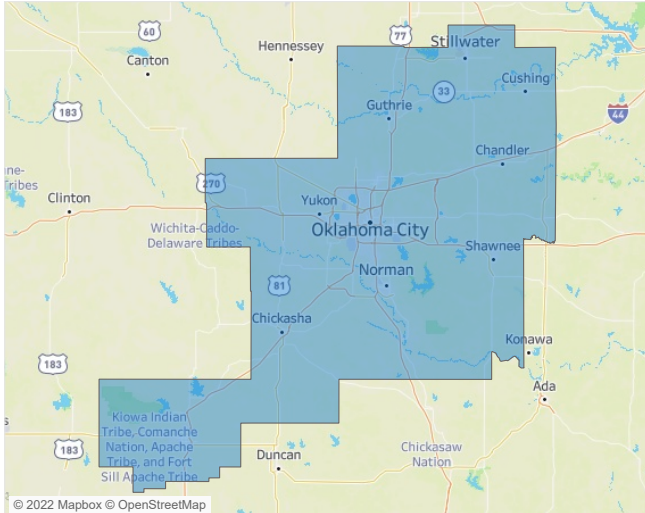 60
77
Stillwater
Hennessey
Canton
Cushing
33
Guthrie
183
44
Chandler
ne-
Tribes
270
Clinton
Yukon
Wichita-Caddo-
Delaware Tribes
Oklahoma City
Shawnee
Norman
81
Chickasha
Konawa
183
Ada
Kiowa Indian
Tribe, Comanche
Nation, Apache
Tribe, and Fort
Sill Apache Tribe
s
183
Duncan
Chickasaw
Nation
© 2022 Mapbox © OpenStreetMap